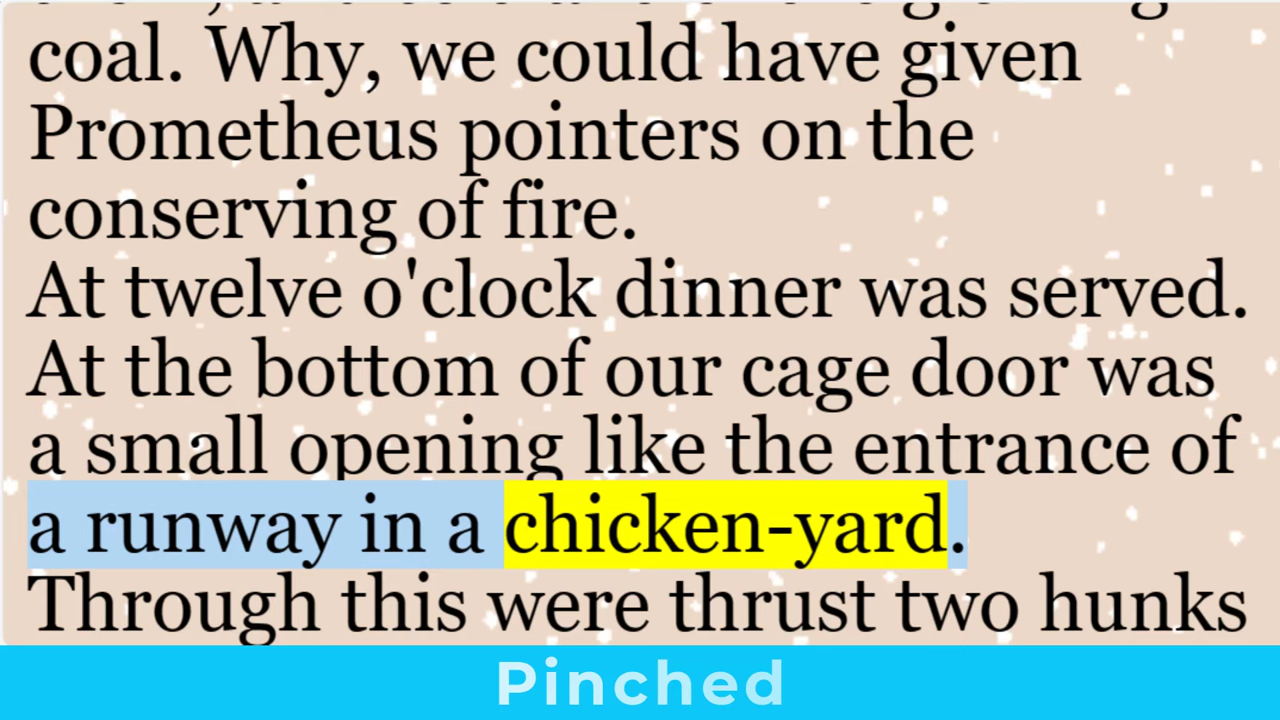 coal. Why, we could have given
Prometheus pointers on the
conserving of fire.
At twelve o'clock dinner was served.
At the bottom of our cage door was
a small opening like the entrance of
a runway in a chicken-yard.
Through this were thrust two hunks
Pinched